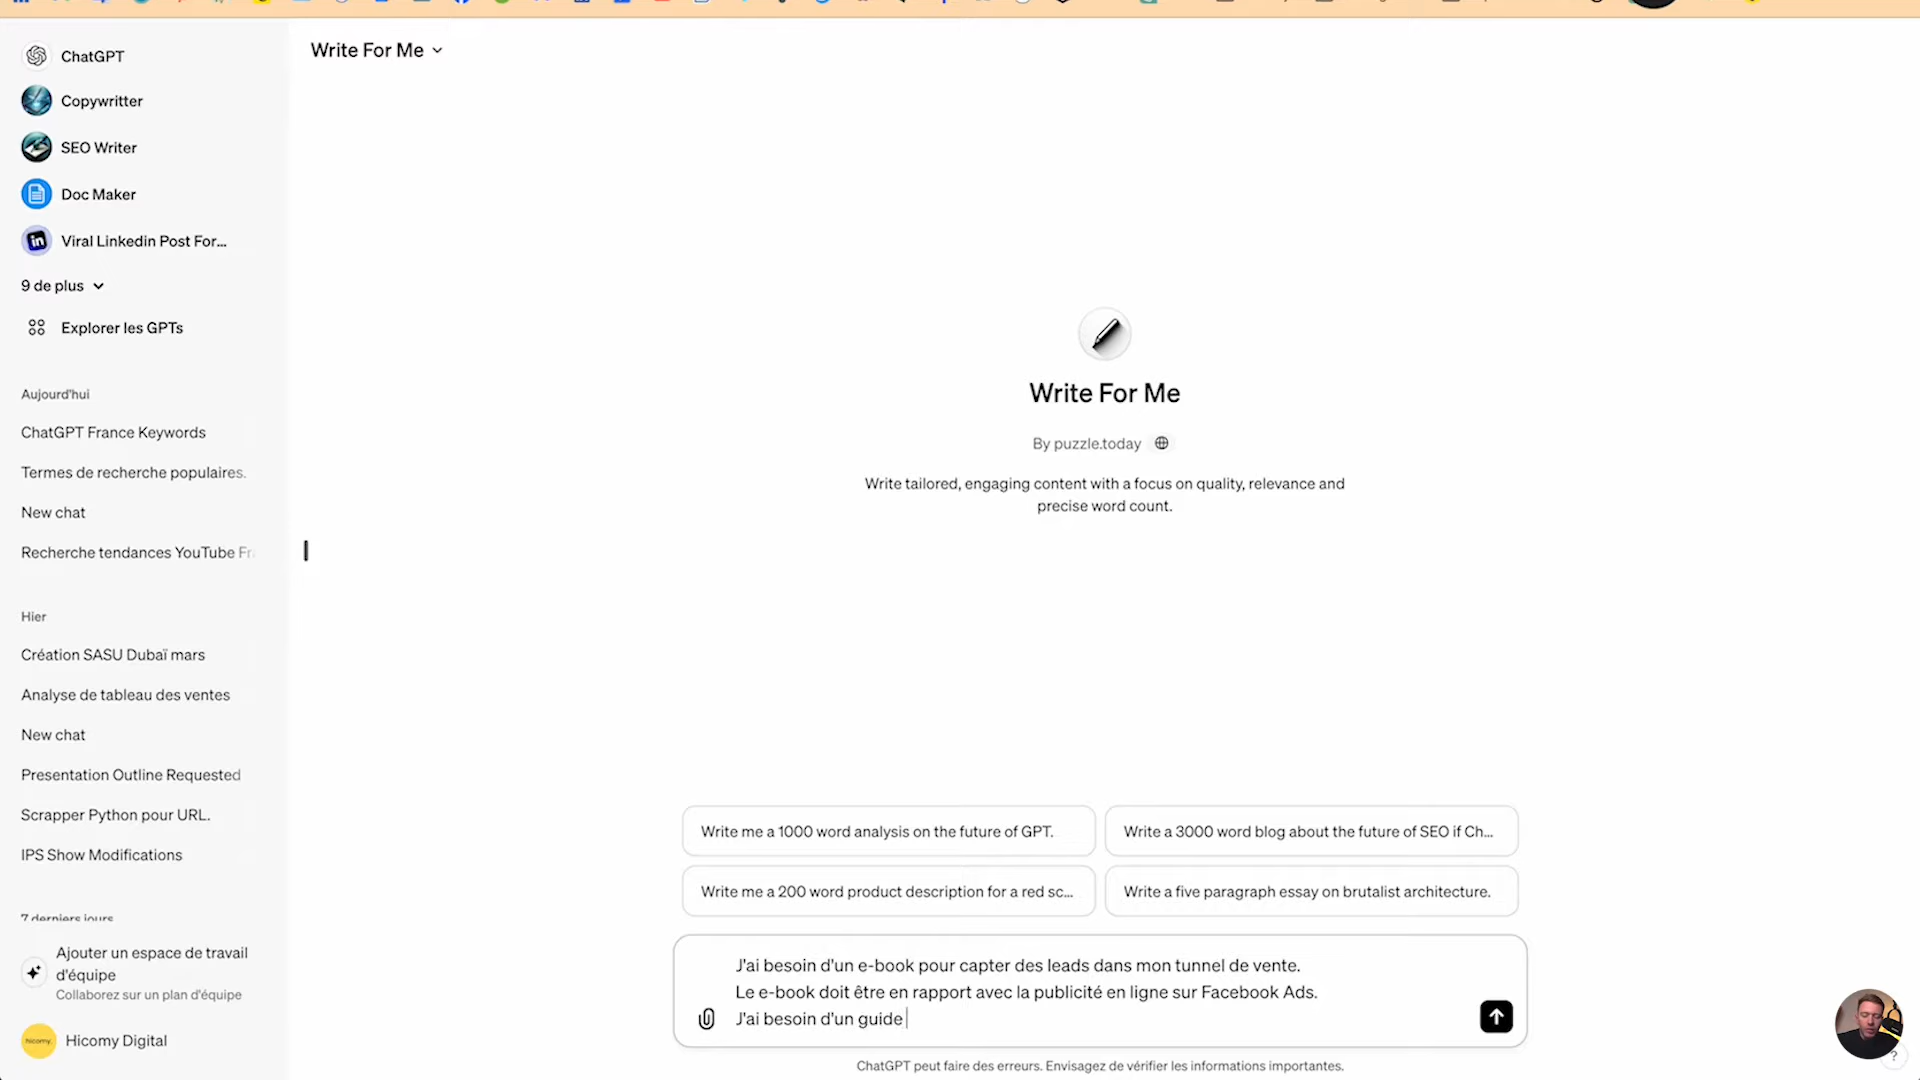 ChatGPT
Copywritter
SEO Writer
Doc Maker
Viral Linkedin Post For...
9 de plus
Explorer les GPTs
Aujourd'hui
ChatGPT France Keywords
Termes de recherche populaires.
New chat
Recherche tendances YouTube Fra
Hier
Création SASU Dubaï mars
Analyse de tableau des ventes
New chat
Presentation Outline Requested
Scrapper Python pour URL.
IPS Show Modifications
7 derniers jours
Ajouter un espace de travail
d'équipe
Collaborez sur un plan d'équipe
hicomy.
Hicomy Digital
Write For Me
Write For Me
By puzzle.today
Write tailored, engaging content with a focus on quality, relevance and
precise word count.
Write me a 1000 word analysis on the future of GPT.
Write a 3000 word blog about the future of SEO if Ch...
Write me a 200 word product description for a red sc...
Write a five paragraph essay on brutalist architecture.
J'ai besoin d'un e-book pour capter des leads dans mon tunnel de vente.
Le e-book doit être en rapport avec la publicité en ligne sur Facebook Ads.
J'ai besoin d'un guide
ChatGPT peut faire des erreurs. Envisagez de vérifier les informations importantes.
?